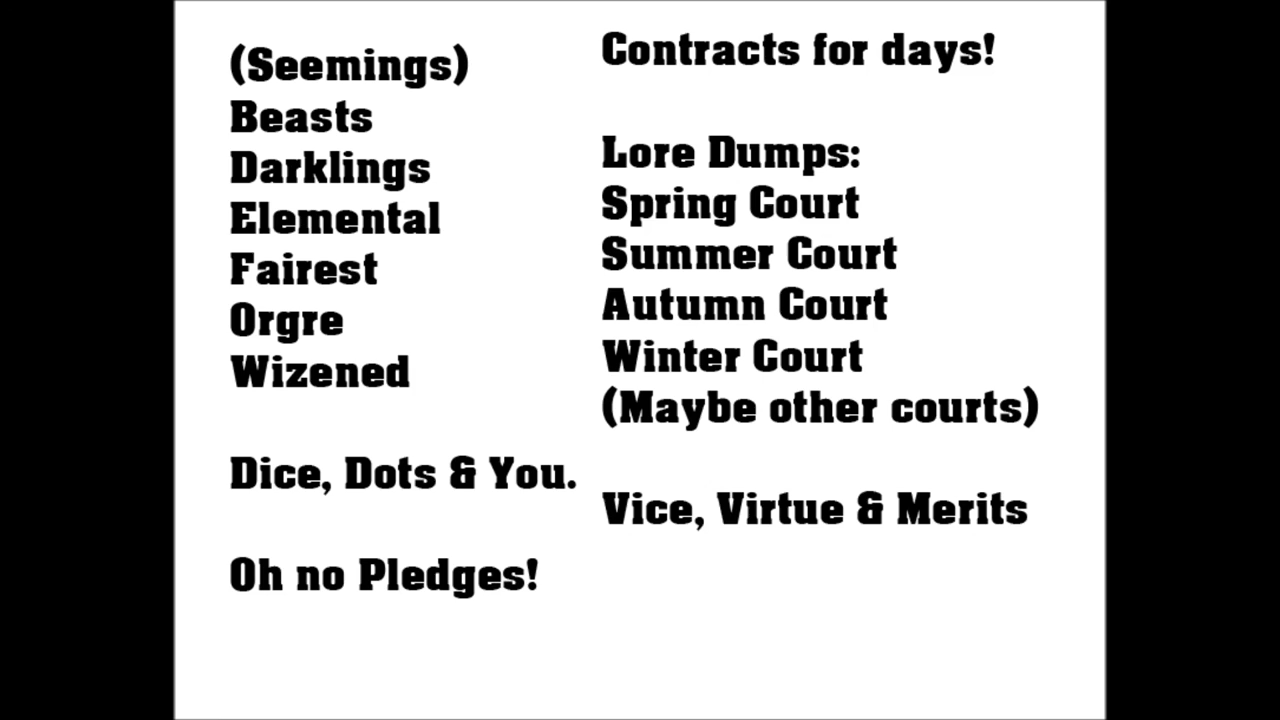 (Seemings)
Beasts
Darklings
Elemental
Fairest
Orgre
Wizened
Dice, Dots & You.
Oh no Pledges!
Contracts for days!
Lore Dumps:
Spring Court
Summer Court
Autumn Court
Winter Court
(Maybe other courts)
Vice, Virtue & Merits